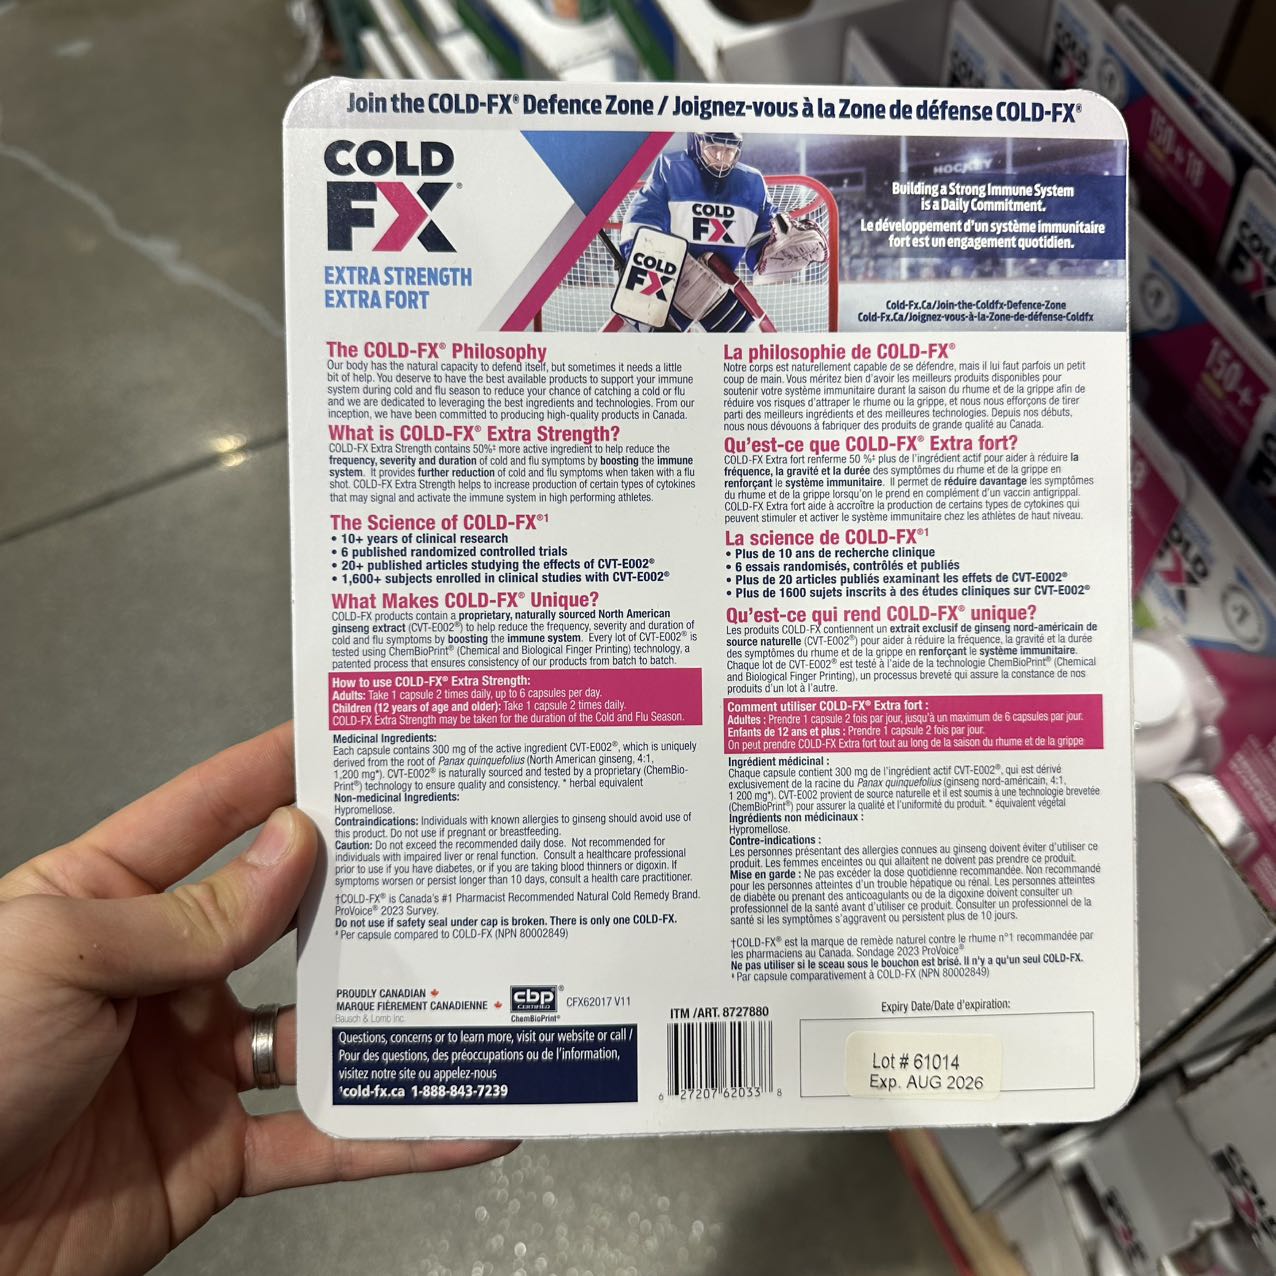 Join the COLD-FX® Defence Zone / Joignez-vous à la Zone de défense COLD-FX®
COLD
FX®
EXTRA STRENGTH
EXTRA FORT
HOCKEY
COLD
FX
COLD
FX
Building a Strong Immune System
is a Daily Commitment.
Le développement d'un système immunitaire
fort est un engagement quotidien.
Cold-Fx.Ca/Join-the-Coldfx-Defence-Zone
Cold-Fx.Ca/Joignez-vous-à-la-Zone-de-défense-Coldfx
The COLD-FX® Philosophy
Our body has the natural capacity to defend itself, but sometimes it needs a little
bit of help. You deserve to have the best available products to support your immune
system during cold and flu season to reduce your chance of catching a cold or flu
and we are dedicated to leveraging the best ingredients and technologies. From our
inception, we have been committed to producing high-quality products in Canada.
What is COLD-FX® Extra Strength?
COLD-FX Extra Strength contains 50%‡ more active ingredient to help reduce the
frequency, severity and duration of cold and flu symptoms by boosting the immune
system. It provides further reduction of cold and flu symptoms when taken with a flu
shot. COLD-FX Extra Strength helps to increase production of certain types of cytokines
that may signal and activate the immune system in high performing athletes.
The Science of COLD-FX®1
• 10+ years of clinical research
• 6 published randomized controlled trials
• 20+ published articles studying the effects of CVT-E002®
• 1,600+ subjects enrolled in clinical studies with CVT-E002®
What Makes COLD-FX® Unique?
COLD-FX products contain a proprietary, naturally sourced North American
ginseng extract (CVT-E002®) to help reduce the frequency, severity and duration of
cold and flu symptoms by boosting the immune system. Every lot of CVT-E002® is
tested using ChemBioPrint® (Chemical and Biological Finger Printing) technology, a
patented process that ensures consistency of our products from batch to batch.
How to use COLD-FX® Extra Strength:
Adults: Take 1 capsule 2 times daily, up to 6 capsules per day.
Children (12 years of age and older): Take 1 capsule 2 times daily.
COLD-FX Extra Strength may be taken for the duration of the Cold and Flu Season.
Medicinal Ingredients:
Each capsule contains 300 mg of the active ingredient CVT-E002®, which is uniquely
derived from the root of Panax quinquefolius (North American ginseng, 4:1,
1,200 mg*). CVT-E002® is naturally sourced and tested by a proprietary (ChemBio-
Print®) technology to ensure quality and consistency. * herbal equivalent
Non-medicinal Ingredients:
Hypromellose.
Contraindications: Individuals with known allergies to ginseng should avoid use of
this product. Do not use if pregnant or breastfeeding.
Caution: Do not exceed the recommended daily dose. Not recommended for
individuals with impaired liver or renal function. Consult a healthcare professional
prior to use if you have diabetes, or if you are taking blood thinners or digoxin. If
symptoms worsen or persist longer than 10 days, consult a health care practitioner.
†COLD-FX® is Canada's #1 Pharmacist Recommended Natural Cold Remedy Brand.
ProVoice® 2023 Survey.
Do not use if safety seal under cap is broken. There is only one COLD-FX.
‡ Per capsule compared to COLD-FX (NPN 80002849)
La philosophie de COLD-FX®
Notre corps est naturellement capable de se défendre, mais il lui faut parfois un petit
coup de main. Vous méritez bien d'avoir les meilleurs produits disponibles pour
soutenir votre système immunitaire durant la saison du rhume et de la grippe afin de
réduire vos risques d'attraper le rhume ou la grippe, et nous nous efforçons de tirer
parti des meilleurs ingrédients et des meilleures technologies. Depuis nos débuts,
nous nous dévouons à fabriquer des produits de grande qualité au Canada.
Qu'est-ce que COLD-FX® Extra fort?
COLD-FX Extra fort renferme 50 %‡ plus de l'ingrédient actif pour aider à réduire la
fréquence, la gravité et la durée des symptômes du rhume et de la grippe en
renforçant le système immunitaire. Il permet de réduire davantage les symptômes
du rhume et de la grippe lorsqu'on le prend en complément d'un vaccin antigrippal.
COLD-FX Extra fort aide à accroître la production de certains types de cytokines qui
peuvent stimuler et activer le système immunitaire chez les athlètes de haut niveau.
La science de COLD-FX®1
• Plus de 10 ans de recherche clinique
• 6 essais randomisés, contrôlés et publiés
• Plus de 20 articles publiés examinant les effets de CVT-E002®
• Plus de 1600 sujets inscrits à des études cliniques sur CVT-E002®
Qu'est-ce qui rend COLD-FX® unique?
Les produits COLD-FX contiennent un extrait exclusif de ginseng nord-américain de
source naturelle (CVT-E002®) pour aider à réduire la fréquence, la gravité et la durée
des symptômes du rhume et de la grippe en renforçant le système immunitaire.
Chaque lot de CVT-E002® est testé à l'aide de la technologie ChemBioPrint® (Chemical
and Biological Finger Printing), un processus breveté qui assure la constance de nos
produits d'un lot à l'autre.
Comment utiliser COLD-FX® Extra fort :
Adultes : Prendre 1 capsule 2 fois par jour, jusqu'à un maximum de 6 capsules par jour.
Enfants de 12 ans et plus : Prendre 1 capsule 2 fois par jour.
On peut prendre COLD-FX Extra fort tout au long de la saison du rhume et de la grippe
Ingrédient médicinal :
Chaque capsule contient 300 mg de l'ingrédient actif CVT-E002®, qui est dérivé
exclusivement de la racine du Panax quinquefolius (ginseng nord-américain, 4:1,
1 200 mg*). CVT-E002 provient de source naturelle et il est soumis à une technologie brevetée
(ChemBioPrint®) pour assurer la qualité et l'uniformité du produit. * équivalent végétal
Ingrédients non médicinaux :
Hypromellose.
Contre-indications :
Les personnes présentant des allergies connues au ginseng doivent éviter d'utiliser ce
produit. Les femmes enceintes ou qui allaitent ne doivent pas prendre ce produit.
Mise en garde : Ne pas excéder la dose quotidienne recommandée. Non recommandé
pour les personnes atteintes d'un trouble hépatique ou rénal. Les personnes atteintes
de diabète ou prenant des anticoagulants ou de la digoxine doivent consulter un
professionnel de la santé avant d'utiliser ce produit. Consulter un professionnel de la
santé si les symptômes s'aggravent ou persistent plus de 10 jours.
†COLD-FX® est la marque de remède naturel contre le rhume n°1 recommandée par
les pharmaciens au Canada. Sondage 2023 ProVoice®
Ne pas utiliser si le sceau sous le bouchon est brisé. Il n'y a qu'un seul COLD-FX.
‡ Par capsule comparativement à COLD-FX (NPN 80002849)
PROUDLY CANADIAN
MARQUE FIÈREMENT CANADIENNE
Bausch & Lomb Inc.
cbp®
CERTIFIED
ChemBioPrint®
CFX62017 V11
Questions, concerns or to learn more, visit our website or call /
Pour des questions, des préoccupations ou de l'information,
visitez notre site ou appelez-nous
¹cold-fx.ca 1-888-843-7239
ITM /ART. 8727880
6 27207 62033 8
Expiry Date/Date d'expiration:
Lot # 61014
Exp. AUG 2026
150+18
150+
COLD
FX